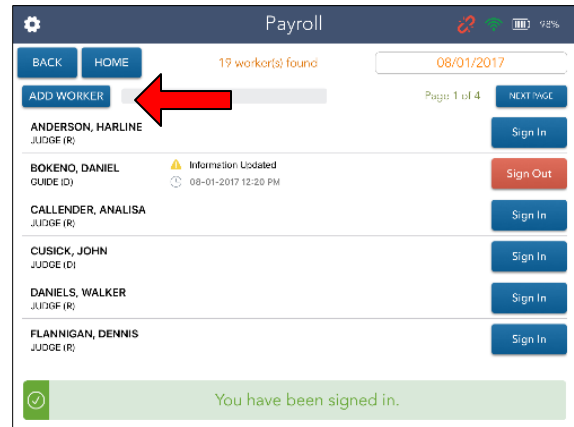 Payroll
98%
BACK HOME 19 worker(s) found 08/01/2017
ADD WORKER Page 1 of 4 NEXT PAGE
ANDERSON, HARLINE
JUDGE (R)
Sign In
BOKENO, DANIEL
GUIDE (D)
Information Updated
08-01-2017 12:20 PM
Sign Out
CALLENDER, ANALISA
JUDGE (R)
Sign In
CUSICK, JOHN
JUDGE (D)
Sign In
DANIELS, WALKER
JUDGE (R)
Sign In
FLANNIGAN, DENNIS
JUDGE (R)
Sign In
You have been signed in.